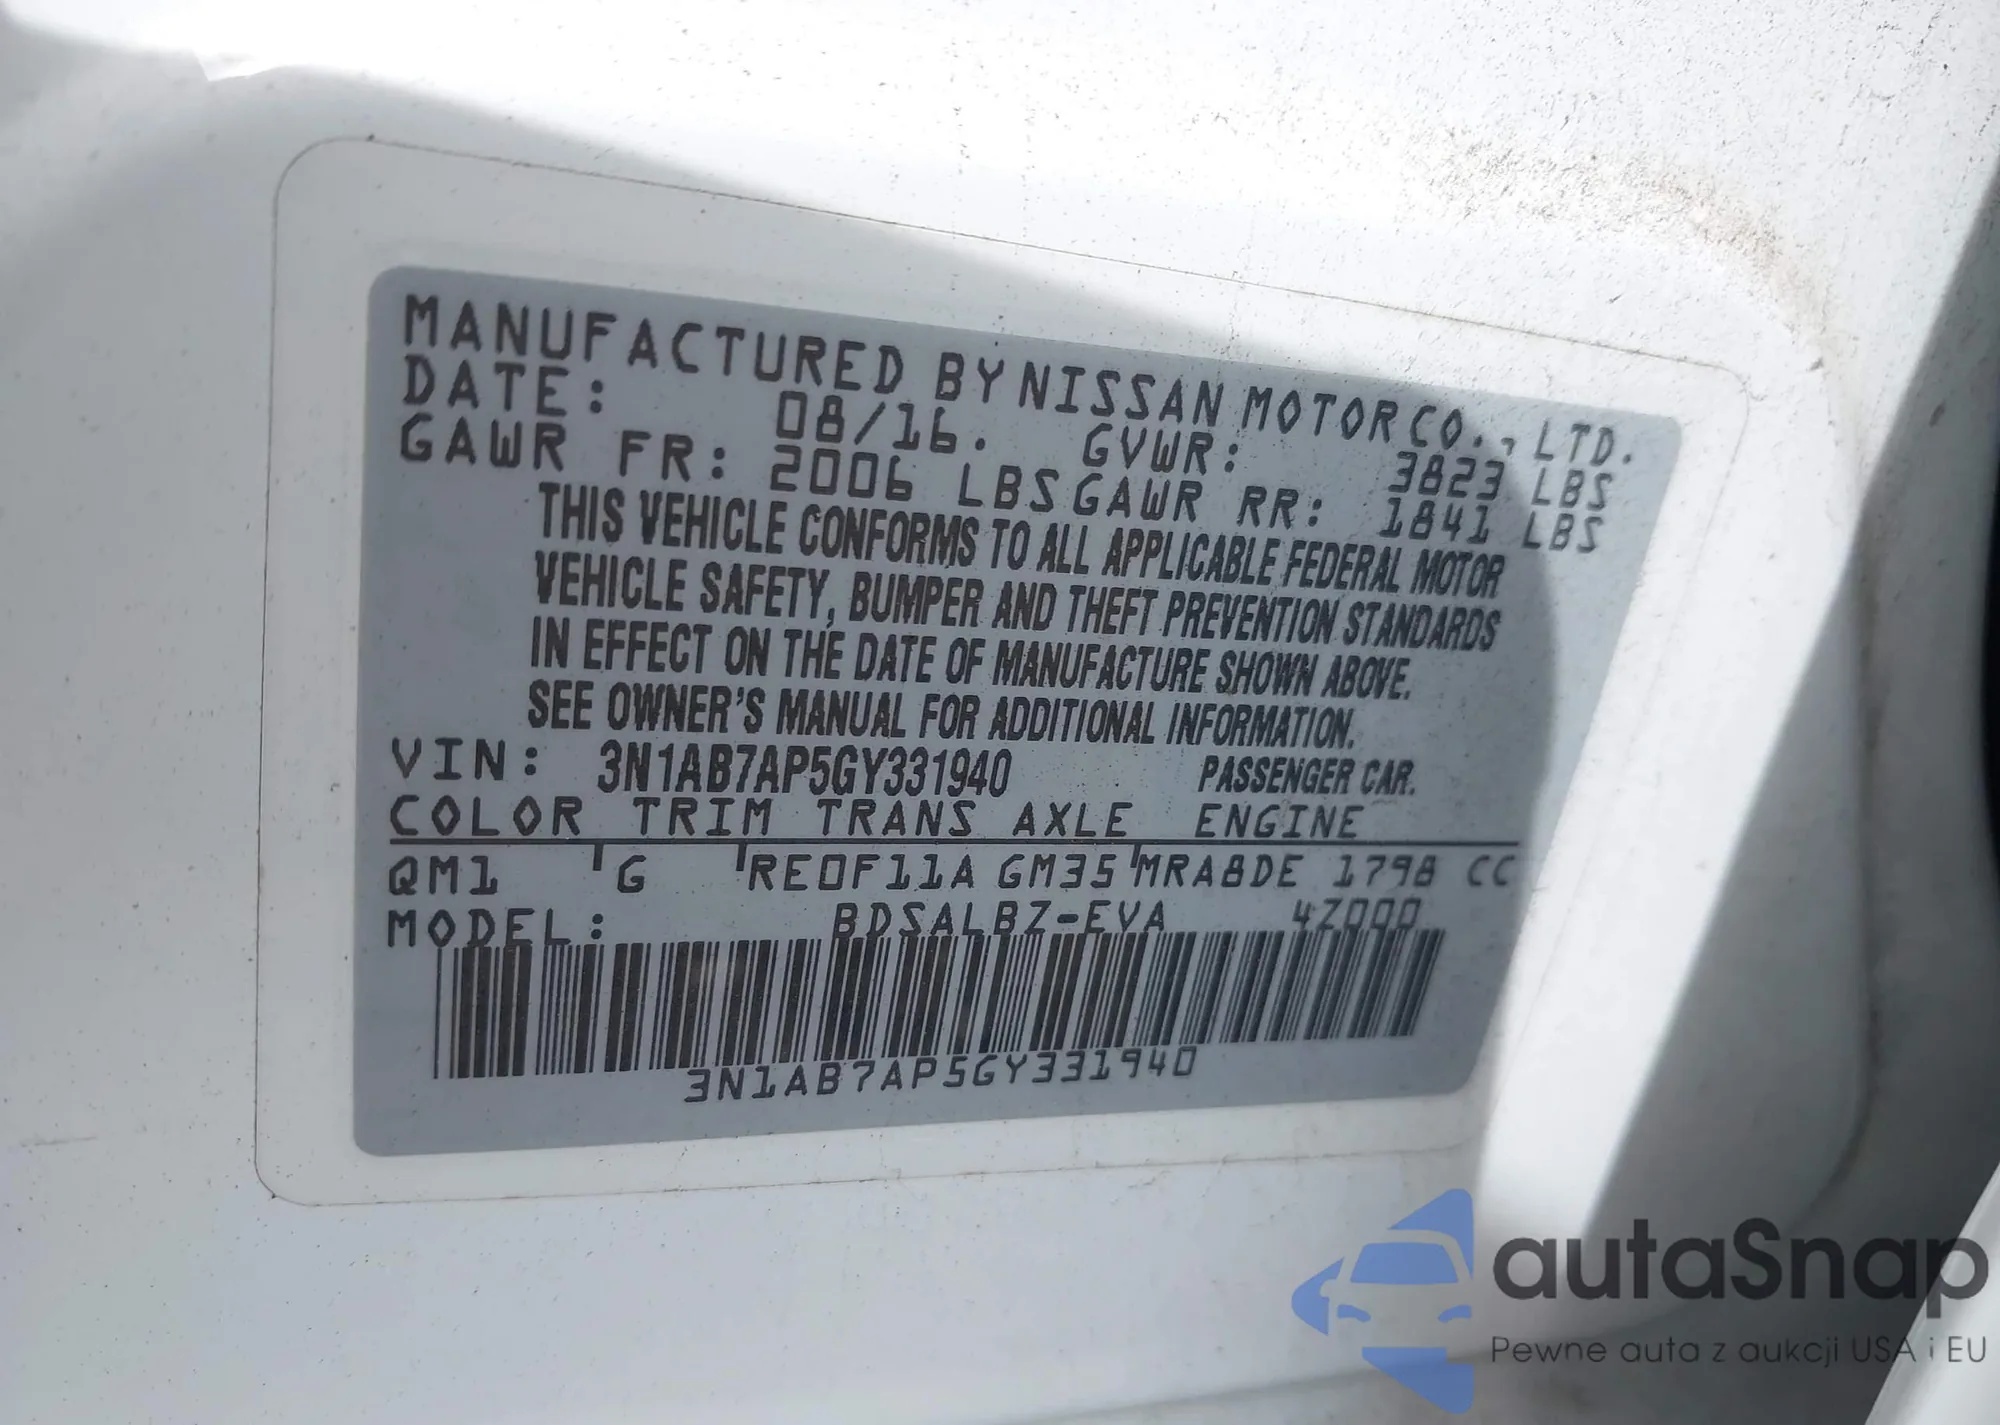 MANUFACTURED BY NISSAN MOTOR CO., LTD.
DATE: 08/16. GVWR: 3823 LBS
GAWR FR: 2006 LBS GAWR RR: 1841 LBS
THIS VEHICLE CONFORMS TO ALL APPLICABLE FEDERAL MOTOR
VEHICLE SAFETY, BUMPER AND THEFT PREVENTION STANDARDS
IN EFFECT ON THE DATE OF MANUFACTURE SHOWN ABOVE.
SEE OWNER'S MANUAL FOR ADDITIONAL INFORMATION.
VIN: 3N1AB7AP5GY331940 PASSENGER CAR.
COLOR TRIM TRANS AXLE ENGINE
QM1 G RE0F11A GM35 MRA8DE 1798 CC
MODEL: BDSALBZ-EVA 4Z000
3N1AB7AP5GY331940
autaSnap
Pewne auta z aukcji USA i EU